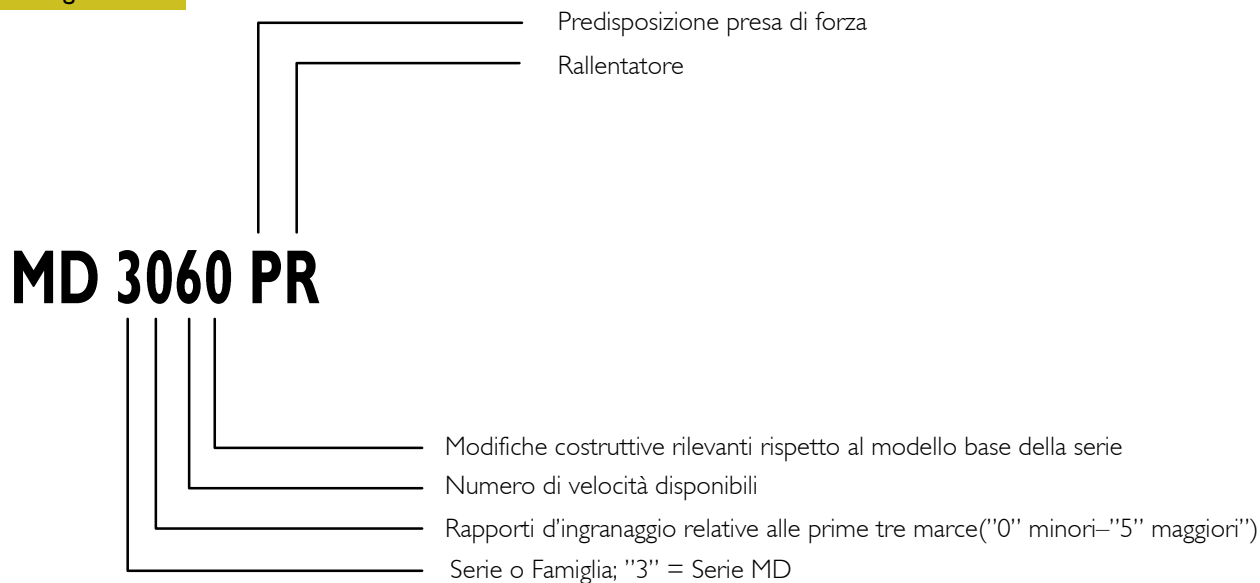 Predisposizione presa di forza
Rallentatore
MD 3060 PR
Modifiche costruttive rilevanti rispetto al modello base della serie
Numero di velocità disponibili
Rapporti d’ingranaggio relative alle prime tre marce(”0” minori–”5” maggiori”)
Serie o Famiglia; ”3” = Serie MD